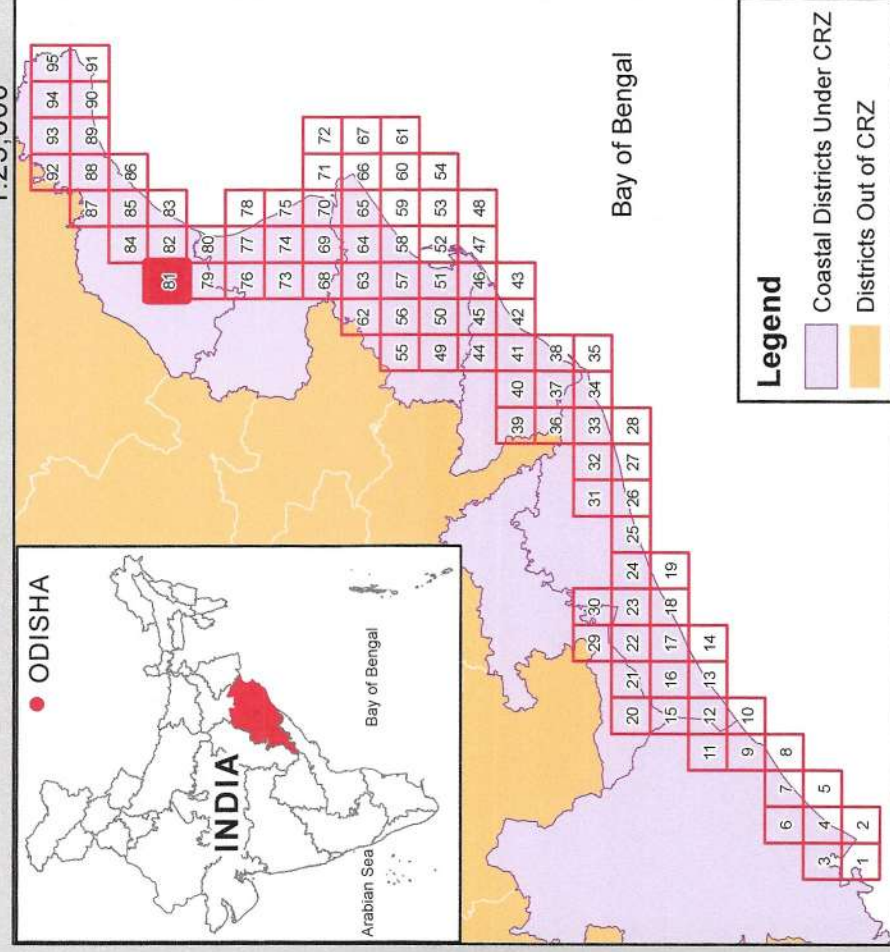 1:25,000
92 93 94 95
87 88 89 90 91
84 85 86
81 82 83
79 80
76 77 78
73 74 75
68 69 70 71 72
62 63 64 65 66 67
55 56 57 58 59 60 61
49 50 51 52 53 54
44 45 46 47 48
39 40 41 42 43
36 37 38
29 30 31 32 33 34 35
20 21 22 23 24 25 26 27 28
15 16 17 18 19
11 12 13 14
9 10
6 7 8
3 4 5
1 2
Bay of Bengal
ODISHA
INDIA
Arabian Sea
Bay of Bengal
Legend
Coastal Districts Under CRZ
Districts Out of CRZ